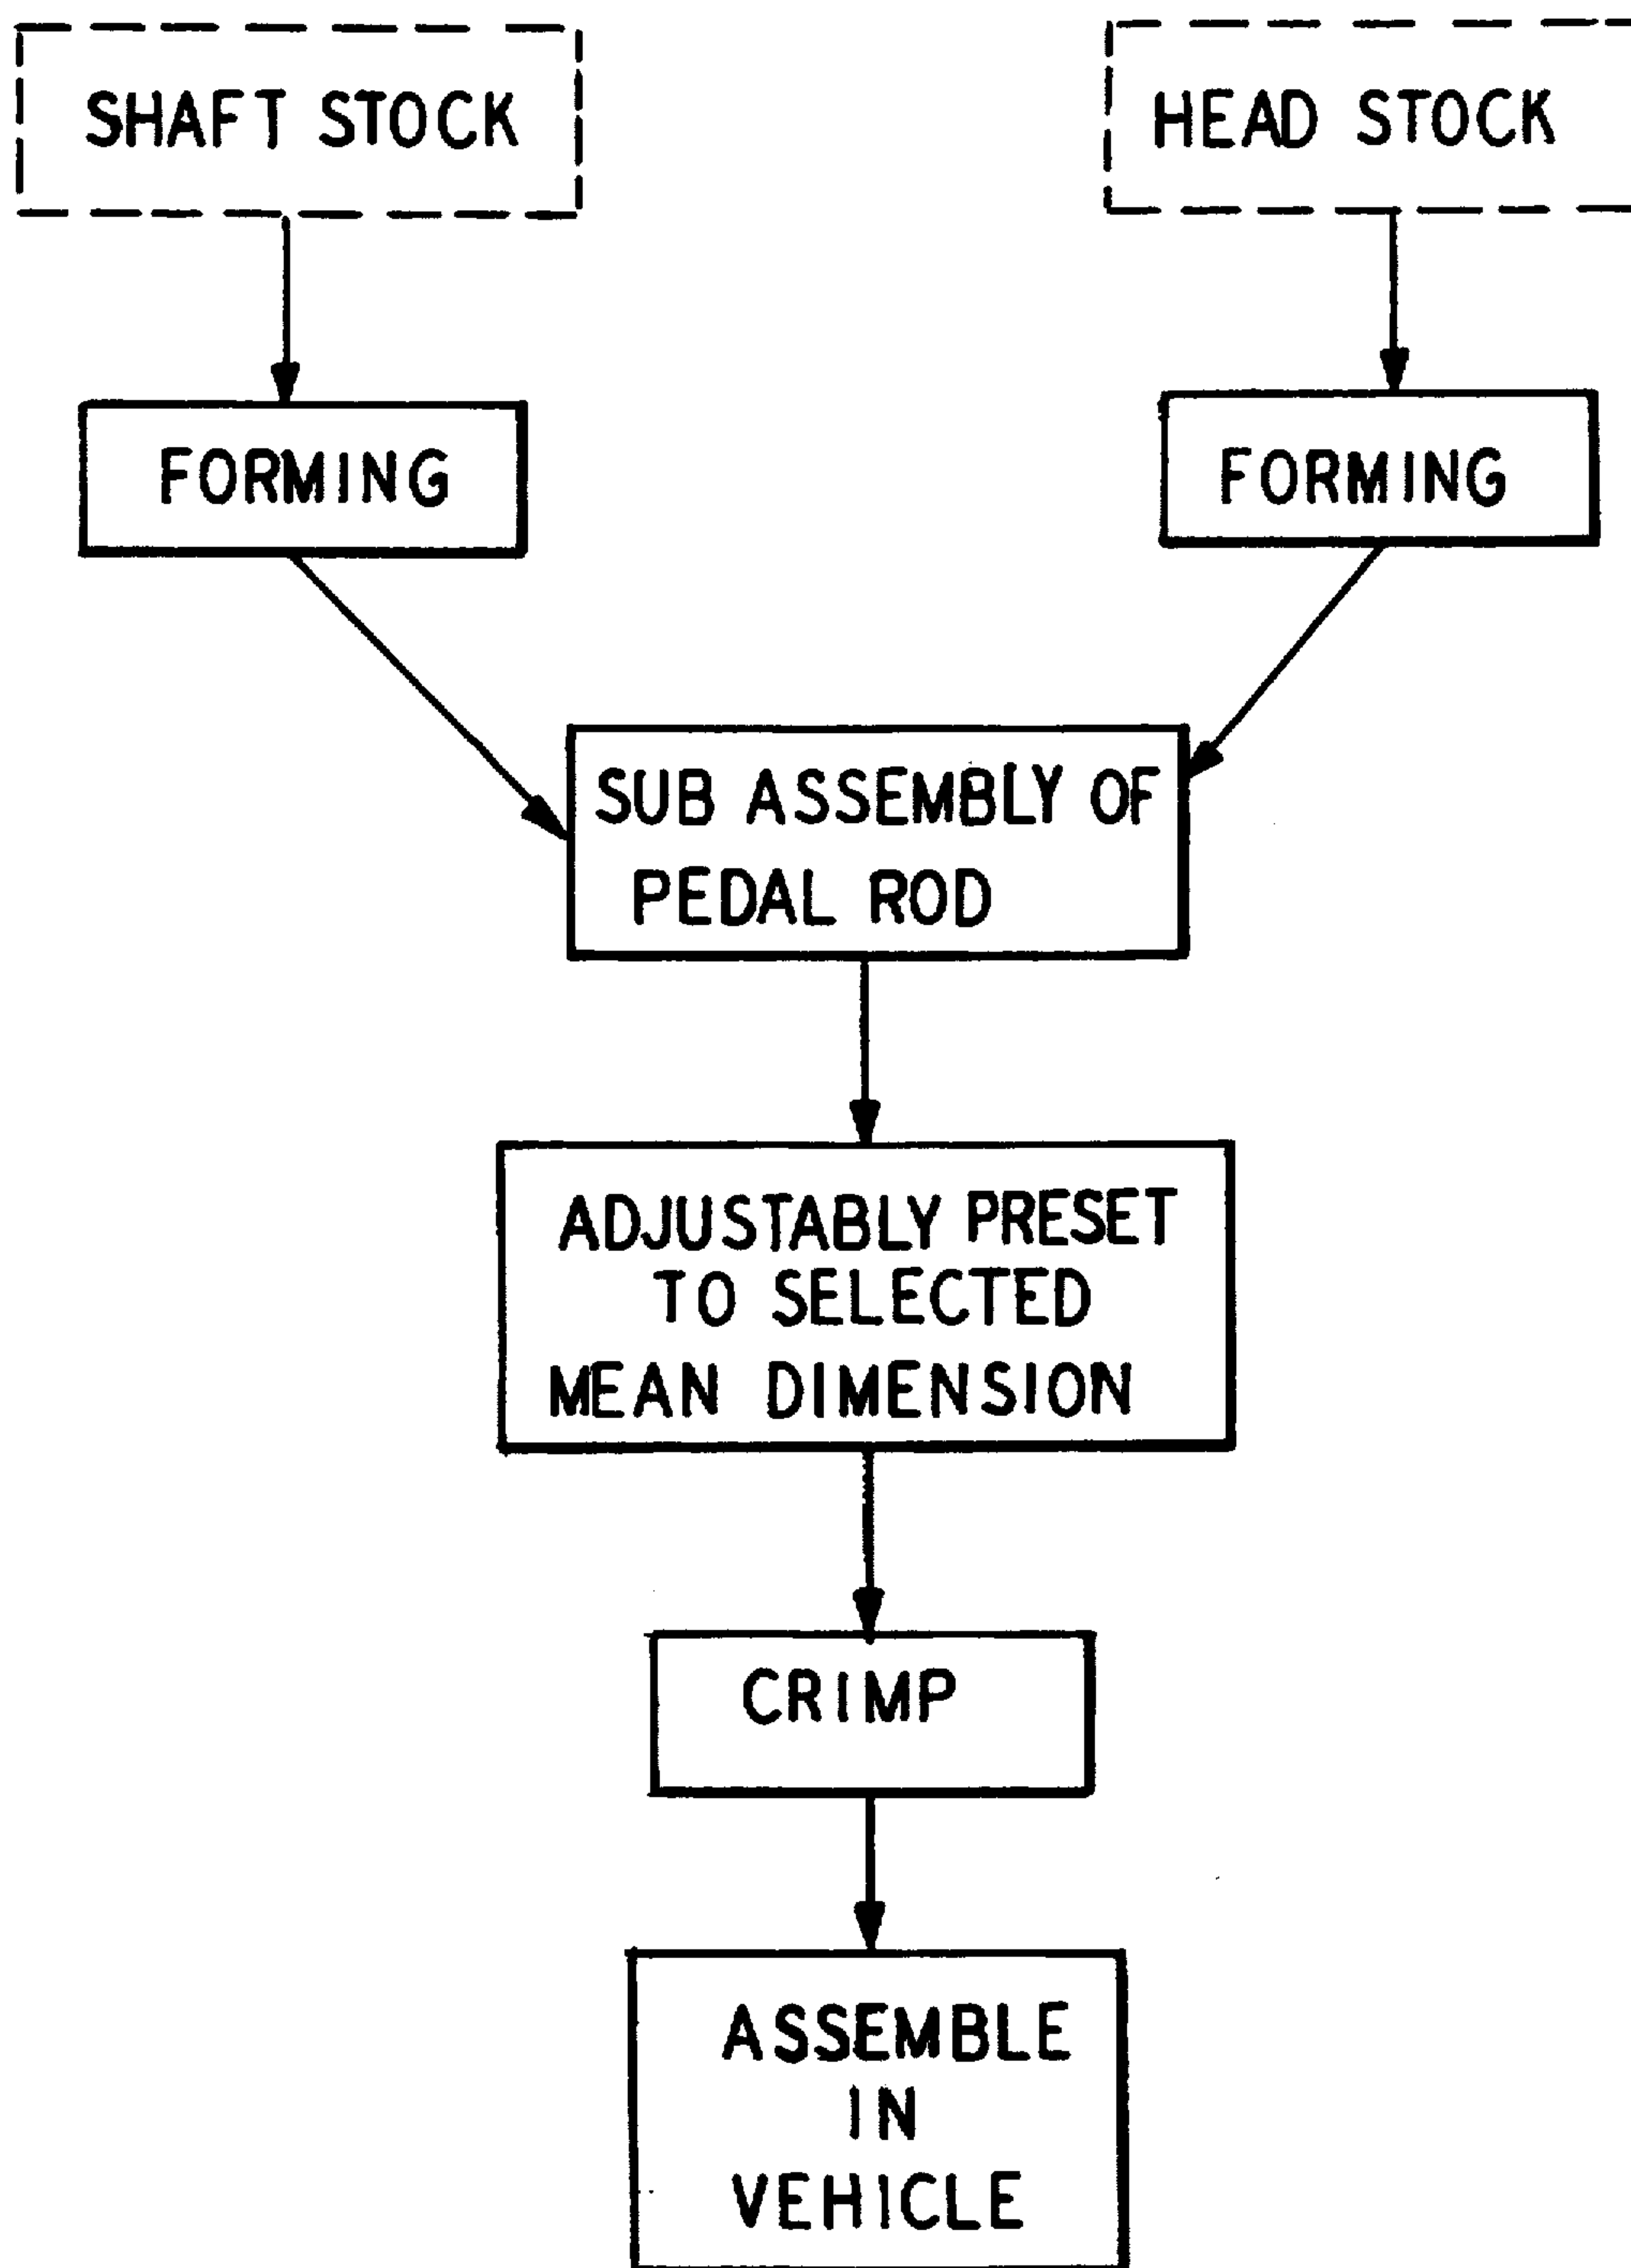 SHAFT STOCK
HEAD STOCK
FORMING
FORMING
SUB ASSEMBLY OF
PEDAL ROD
ADJUSTABLY PRESET
TO SELECTED
MEAN DIMENSION
CRIMP
ASSEMBLE
IN
VEHICLE